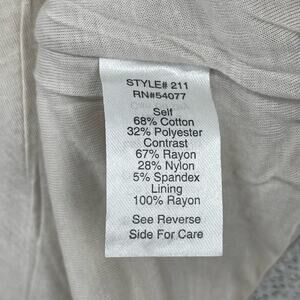 STYLE# 211
RN#54077
Self
68% Cotton
32% Polyester
Contrast
67% Rayon
28% Nylon
5% Spandex
Lining
100% Rayon
See Reverse
Side For Care